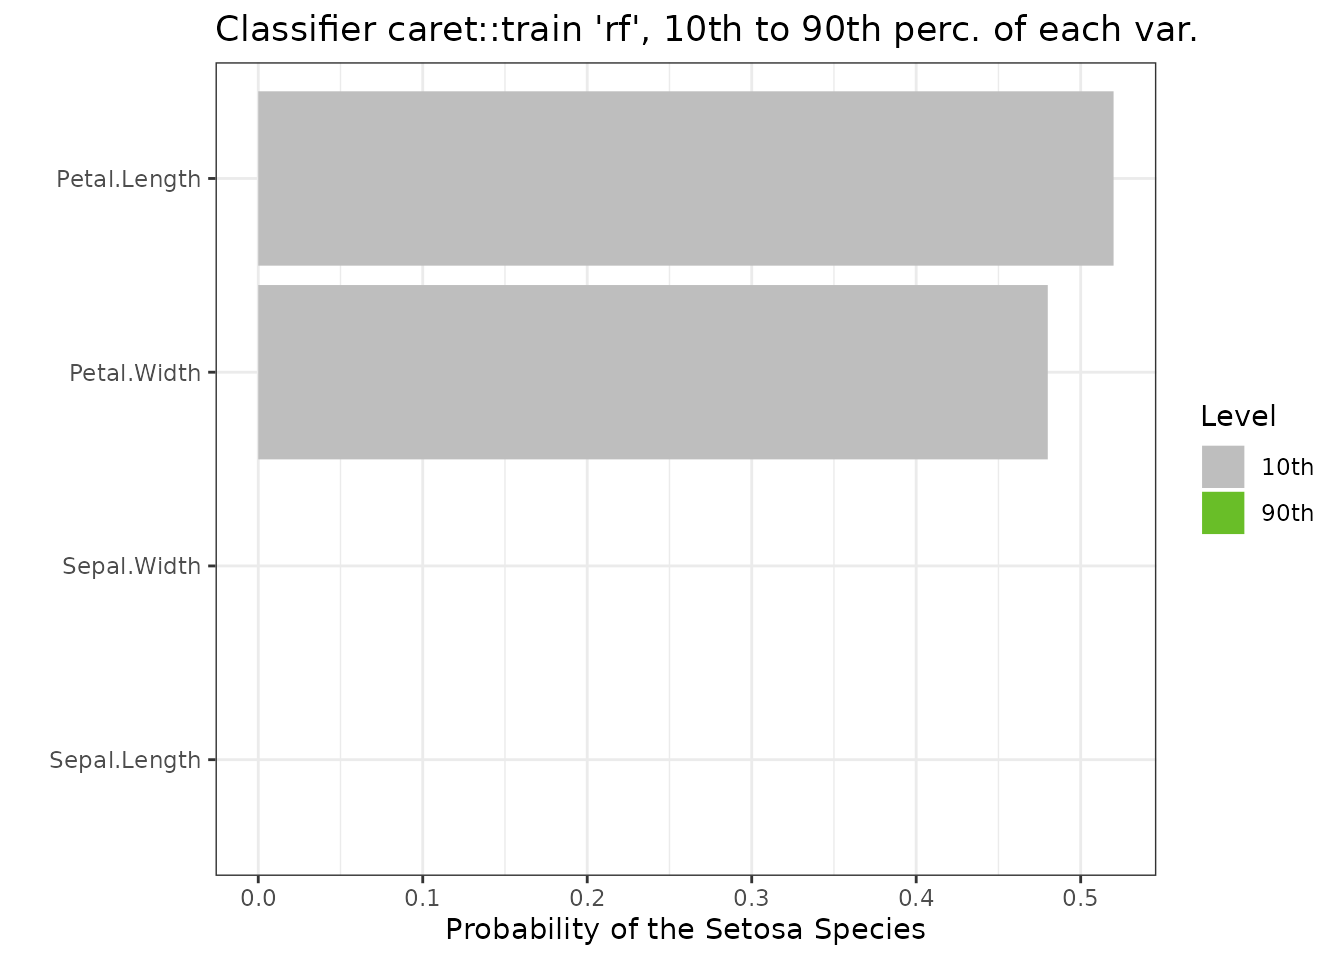 Classifier caret::train 'rf', 10th to 90th perc. of each var.
Petal.Length
Petal.Width
Sepal.Width
Sepal.Length
0.0 0.1 0.2 0.3 0.4 0.5
Probability of the Setosa Species
Level
10th
90th